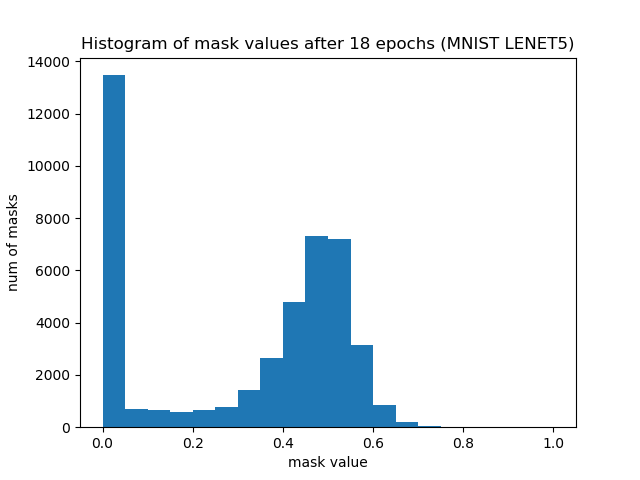 Histogram of mask values after 18 epochs (MNIST LENET5)
14000
12000
10000
8000
6000
4000
2000
0
num of masks
0.0 0.2 0.4 0.6 0.8 1.0
mask value